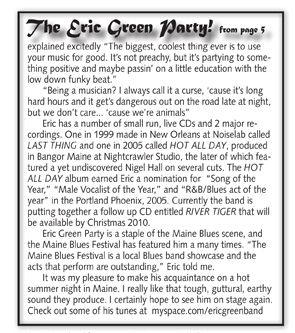 The Eric Green Party! from page 5
explained excitedly "The biggest, coolest thing ever is to use
your music for good. It's not preachy, but it's partying to some-
thing positive and maybe passin' on a little education with the
low down funky beat."
"Being a musician? I always call it a curse, 'cause it's long
hard hours and it get's dangerous out on the road late at night,
but we don't care... 'cause we're animals"
Eric has a number of small run, live CDs and 2 major re-
cordings. One in 1999 made in New Orleans at Noiselab called
LAST THING and one in 2005 called HOT ALL DAY, produced
in Bangor Maine at Nightcrawler Studio, the later of which fea-
tured a yet undiscovered Nigel Hall on several cuts. The HOT
ALL DAY album earned Eric a nomination for "Song of the
Year," "Male Vocalist of the Year," and "R&B/Blues act of the
year" in the Portland Phoenix, 2005. Currently the band is
putting together a follow up CD entitled RIVER TIGER that will
be available by Christmas 2010.
Eric Green Party is a staple of the Maine Blues scene, and
the Maine Blues Festival has featured him a many times. "The
Maine Blues Festival is a local Blues band showcase and the
acts that perform are outstanding," Eric told me.
It was my pleasure to make his acquaintance on a hot
summer night in Maine. I really like that tough, guttural, earthy
sound they produce. I certainly hope to see him on stage again.
Check out some of his tunes at myspace.com/ericgreenband